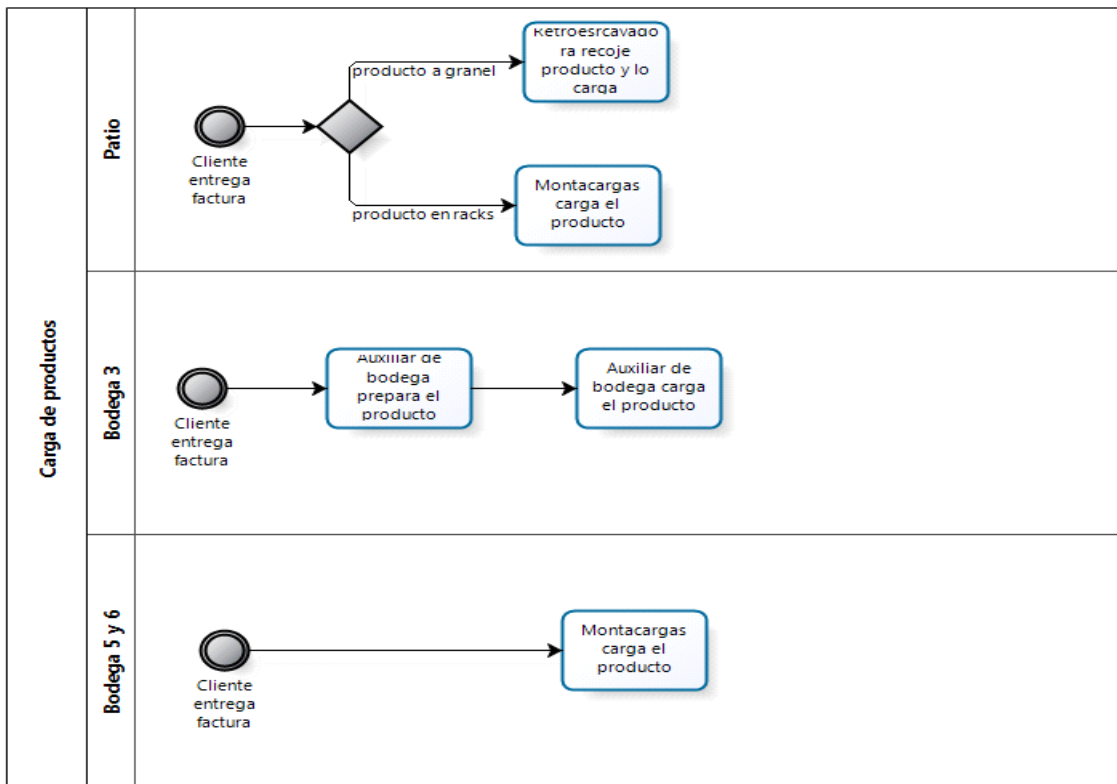 Carga de productos
Patio
Cliente
entrega
factura
producto a granel
Retroesrcavado
ra recoje
producto y lo
carga
producto en racks
Montacargas
carga el
producto
Bodega 3
Cliente
entrega
factura
Auxiliar de
bodega
prepara el
producto
Auxiliar de
bodega carga
el producto
Bodega 5 y 6
Cliente
entrega
factura
Montacargas
carga el
producto